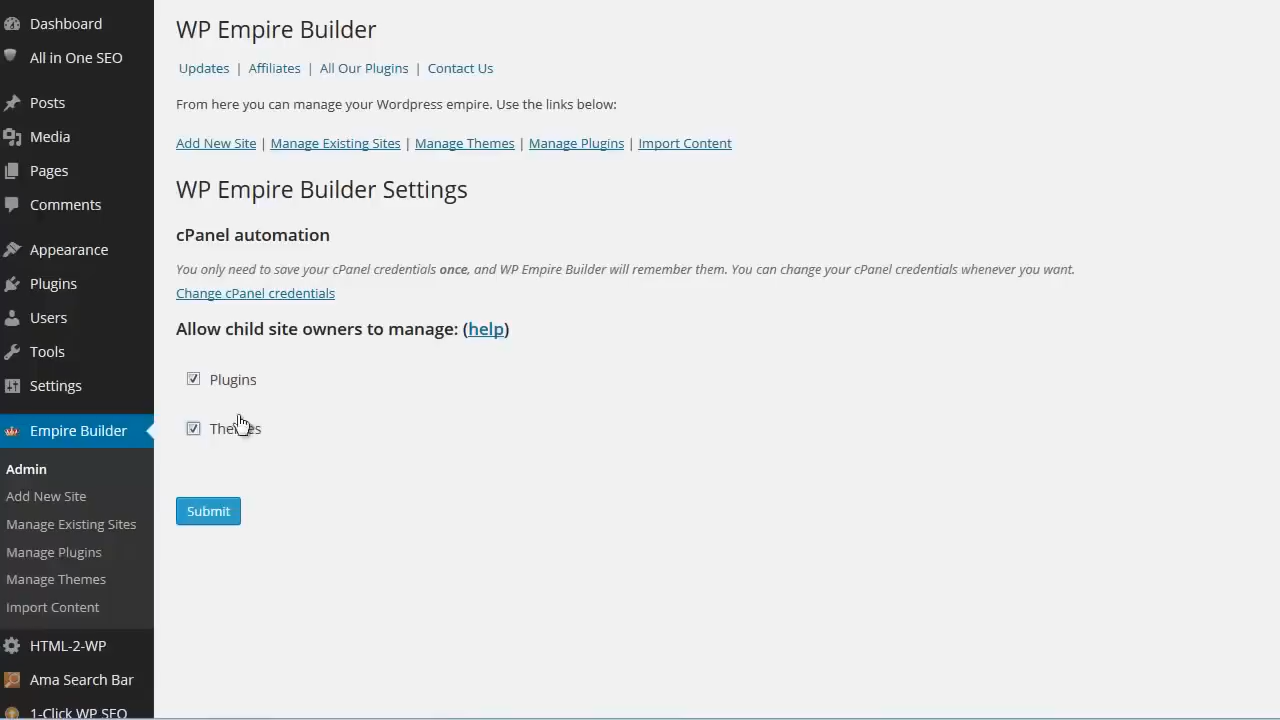 Dashboard
All in One SEO
Posts
Media
Pages
Comments
Appearance
Plugins
Users
Tools
Settings
Empire Builder
Admin
Add New Site
Manage Existing Sites
Manage Plugins
Manage Themes
Import Content
HTML-2-WP
Ama Search Bar
1-Click WP SEO
WP Empire Builder
Updates | Affiliates | All Our Plugins | Contact Us
From here you can manage your Wordpress empire. Use the links below:
Add New Site | Manage Existing Sites | Manage Themes | Manage Plugins | Import Content
WP Empire Builder Settings
cPanel automation
You only need to save your cPanel credentials once, and WP Empire Builder will remember them. You can change your cPanel credentials whenever you want.
Change cPanel credentials
Allow child site owners to manage: (help)
Plugins
Themes
Submit